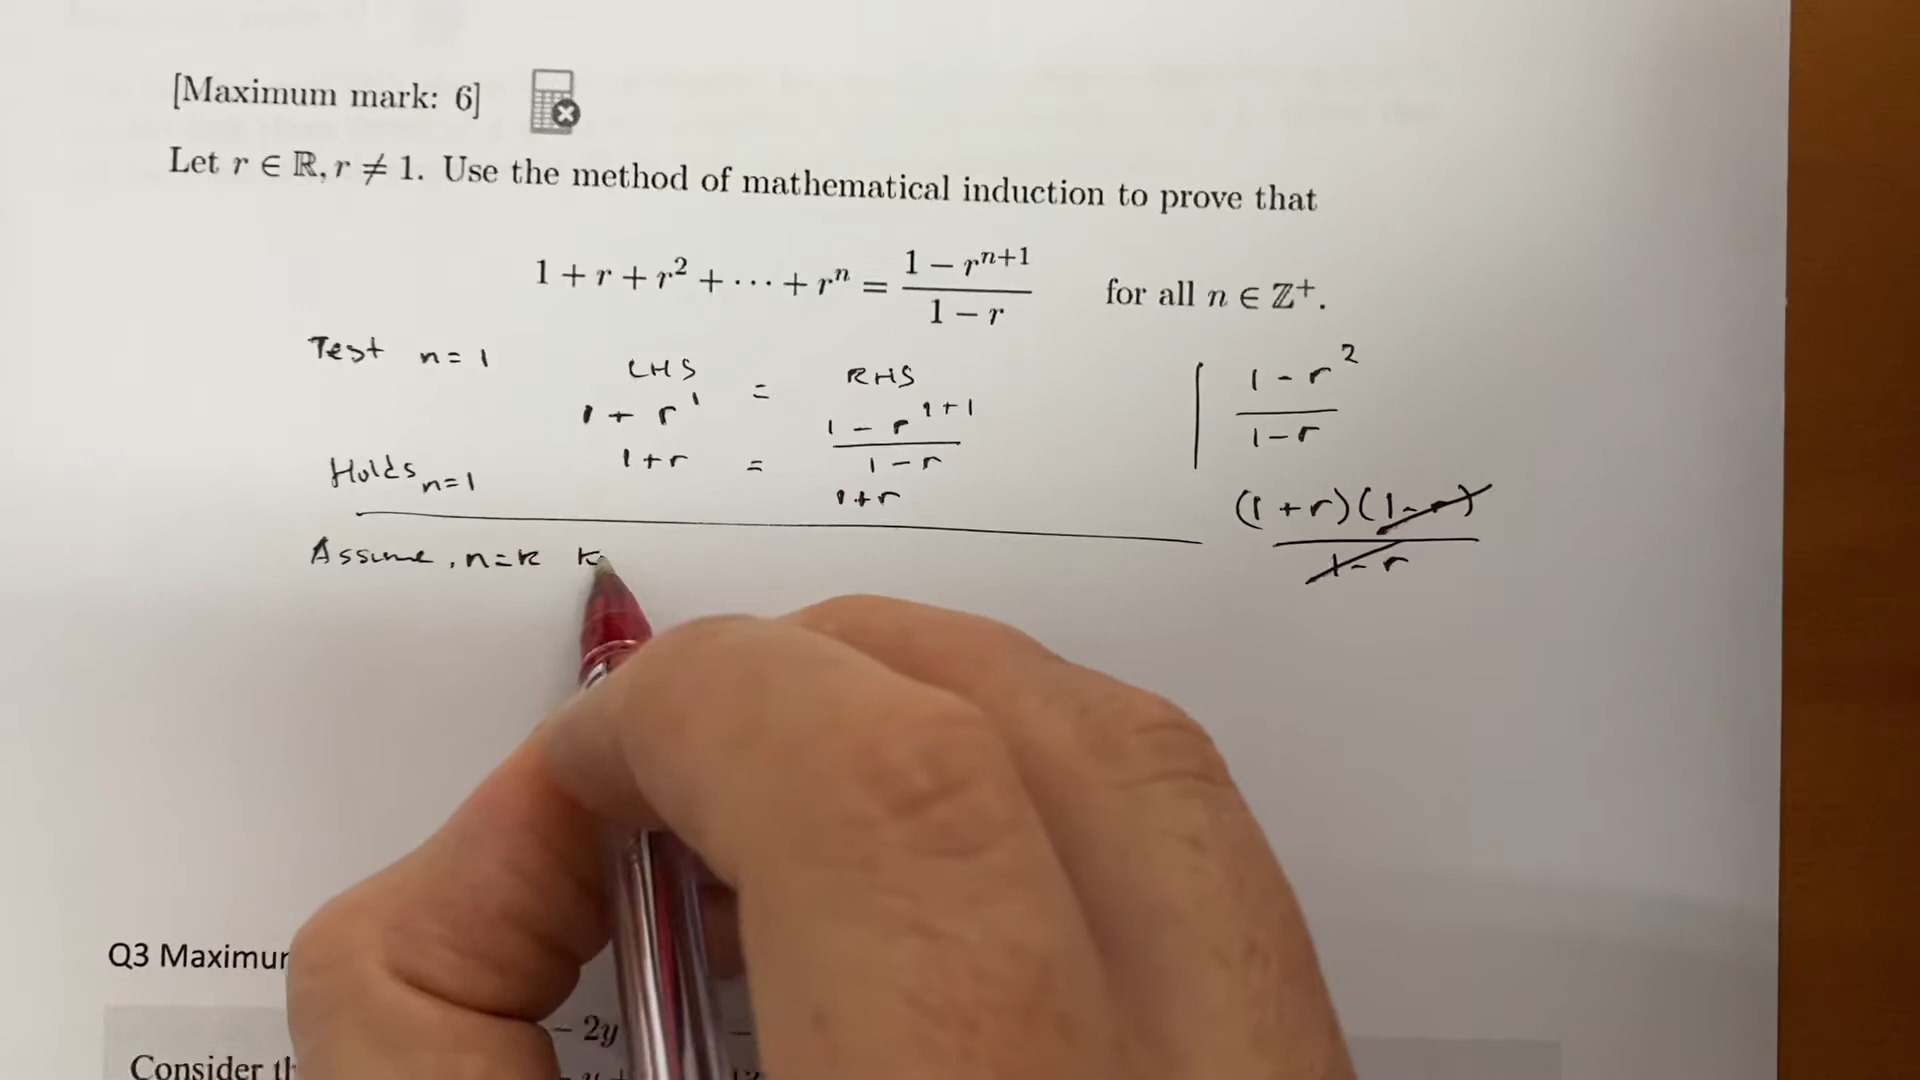 [Maximum mark: 6]
Let r ∈ ℝ, r ≠ 1. Use the method of mathematical induction to prove that
1 + r + r² + ⋯ + rⁿ = (1 − rⁿ⁺¹)/(1 − r) for all n ∈ ℤ⁺.
Test n = 1
LHS = RHS
1 + r¹
(1 − r¹⁺¹)/(1 − r)
1 + r =
1 + r
Holds n=1
(1 − r²)/(1 − r)
(1 + r)(1 − r)/(1 − r)
Assume, n = k k
Q3 Maximu
Consider th
− 2y